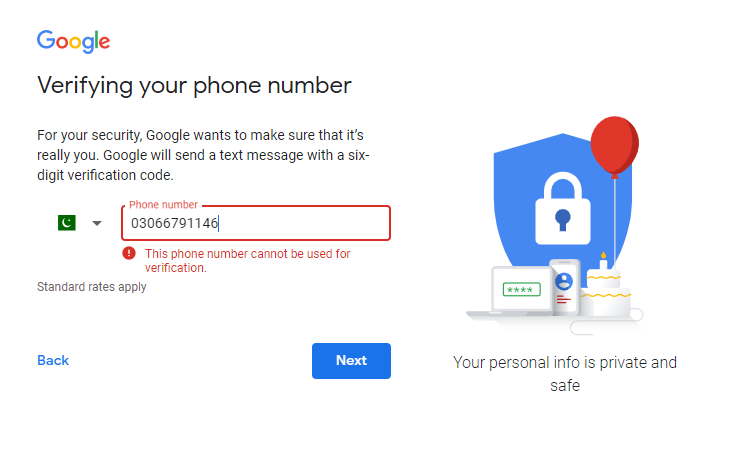 Google
Verifying your phone number
For your security, Google wants to make sure that it's
really you. Google will send a text message with a six-
digit verification code.
Phone number
03066791146
This phone number cannot be used for
verification.
Standard rates apply
Back
Next
****
Your personal info is private and
safe